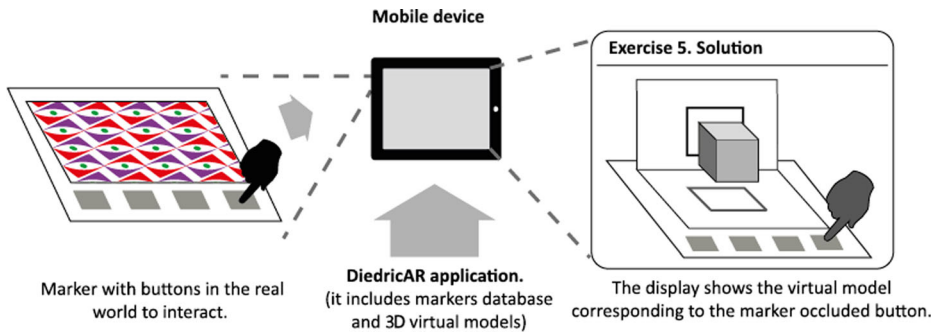 Mobile device
Exercise 5. Solution
Marker with buttons in the real
world to interact.
DiedricAR application.
(it includes markers database
and 3D virtual models)
The display shows the virtual model
corresponding to the marker occluded button.